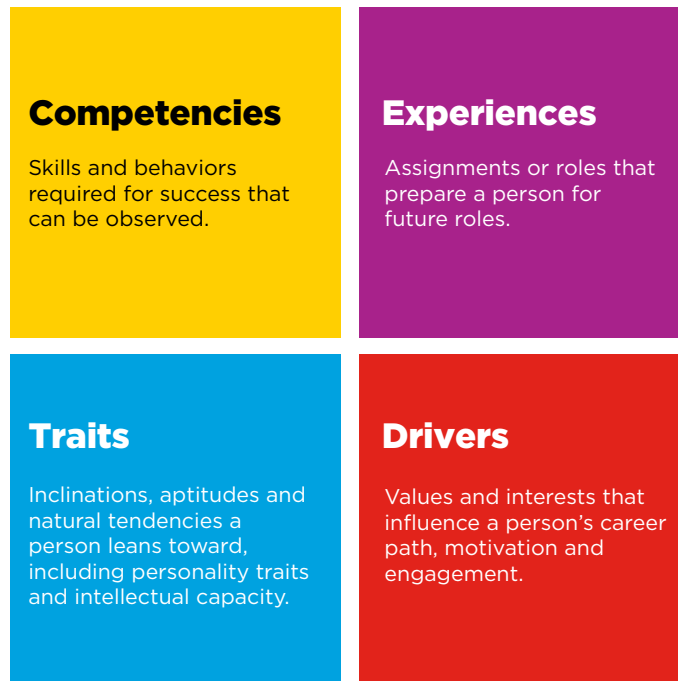 Competencies
Skills and behaviors
required for success that
can be observed.
Experiences
Assignments or roles that
prepare a person for
future roles.
Traits
Inclinations, aptitudes and
natural tendencies a
person leans toward,
including personality traits
and intellectual capacity.
Drivers
Values and interests that
influence a person’s career
path, motivation and
engagement.